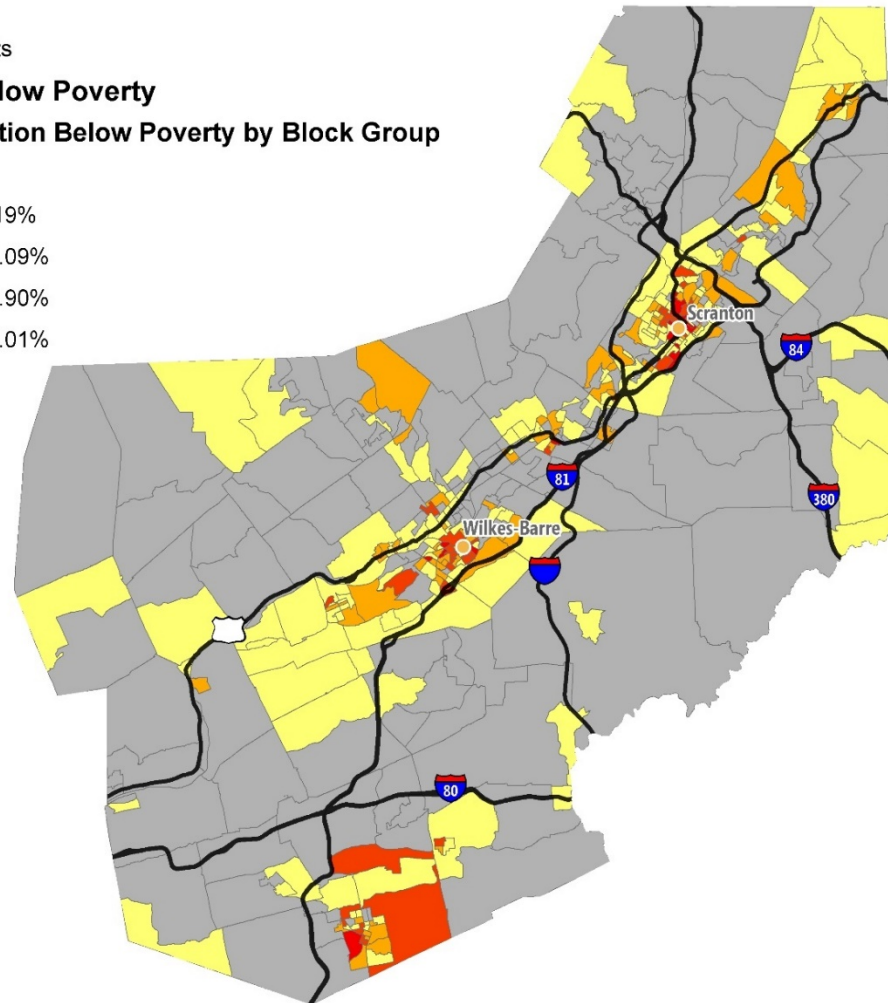 ts
low Poverty
tion Below Poverty by Block Group
19%
.09%
.90%
.01%
Scranton
84
81
380
Wilkes-Barre
80